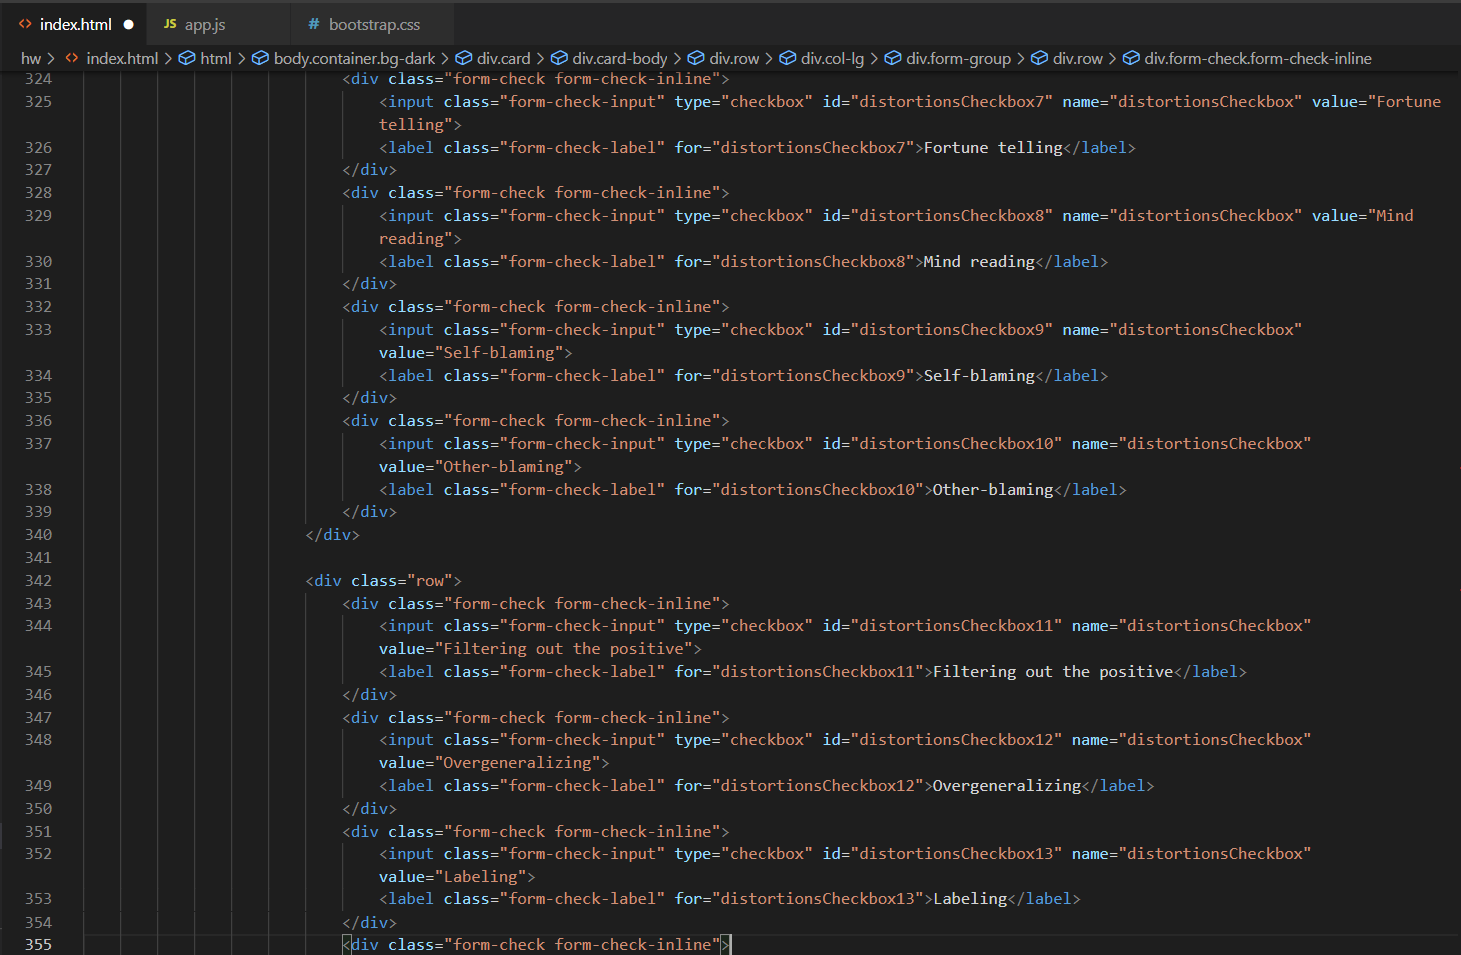 <> index.html ●   JS app.js   # bootstrap.css
hw > <> index.html > html > body.container.bg-dark > div.card > div.card-body > div.row > div.col-lg > div.form-group > div.row > div.form-check.form-check-inline
324 <div class="form-check form-check-inline">
325 <input class="form-check-input" type="checkbox" id="distortionsCheckbox7" name="distortionsCheckbox" value="Fortune
telling">
326 <label class="form-check-label" for="distortionsCheckbox7">Fortune telling</label>
327 </div>
328 <div class="form-check form-check-inline">
329 <input class="form-check-input" type="checkbox" id="distortionsCheckbox8" name="distortionsCheckbox" value="Mind
reading">
330 <label class="form-check-label" for="distortionsCheckbox8">Mind reading</label>
331 </div>
332 <div class="form-check form-check-inline">
333 <input class="form-check-input" type="checkbox" id="distortionsCheckbox9" name="distortionsCheckbox"
value="Self-blaming">
334 <label class="form-check-label" for="distortionsCheckbox9">Self-blaming</label>
335 </div>
336 <div class="form-check form-check-inline">
337 <input class="form-check-input" type="checkbox" id="distortionsCheckbox10" name="distortionsCheckbox"
value="Other-blaming">
338 <label class="form-check-label" for="distortionsCheckbox10">Other-blaming</label>
339 </div>
340 </div>
341
342 <div class="row">
343 <div class="form-check form-check-inline">
344 <input class="form-check-input" type="checkbox" id="distortionsCheckbox11" name="distortionsCheckbox"
value="Filtering out the positive">
345 <label class="form-check-label" for="distortionsCheckbox11">Filtering out the positive</label>
346 </div>
347 <div class="form-check form-check-inline">
348 <input class="form-check-input" type="checkbox" id="distortionsCheckbox12" name="distortionsCheckbox"
value="Overgeneralizing">
349 <label class="form-check-label" for="distortionsCheckbox12">Overgeneralizing</label>
350 </div>
351 <div class="form-check form-check-inline">
352 <input class="form-check-input" type="checkbox" id="distortionsCheckbox13" name="distortionsCheckbox"
value="Labeling">
353 <label class="form-check-label" for="distortionsCheckbox13">Labeling</label>
354 </div>
355 <div class="form-check form-check-inline">